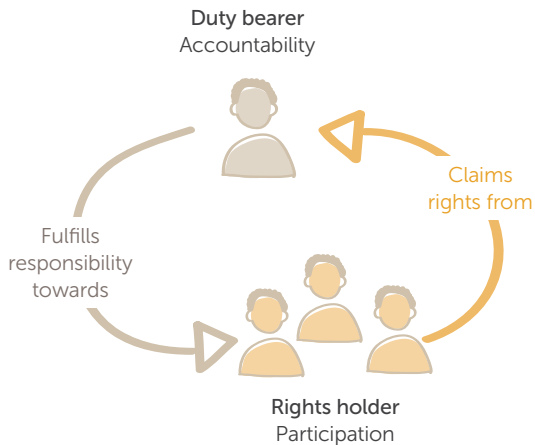 Duty bearer
Accountability
Claims
rights from
Fulfills
responsibility
towards
Rights holder
Participation